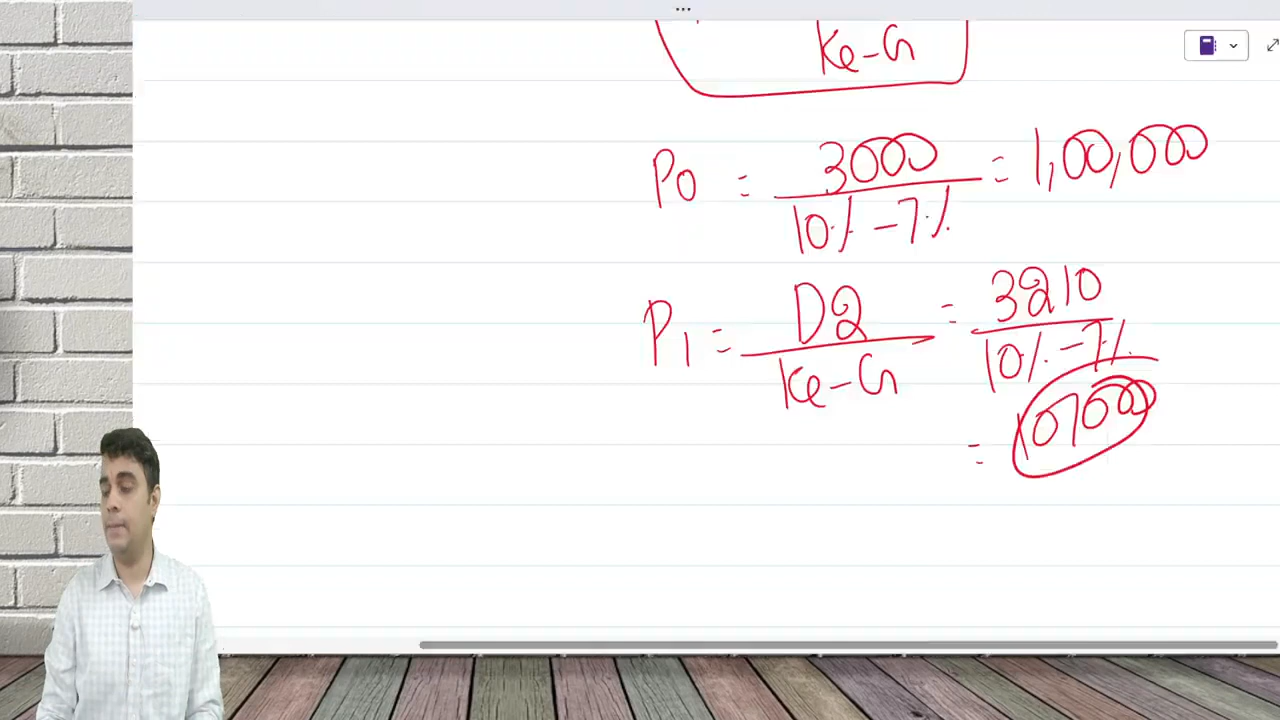 Ke-G
P0 = 3000 / 10% - 7% = 1,00,000
P1 = D2 / Ke-G = 3210 / 10% - 7%
= 107000